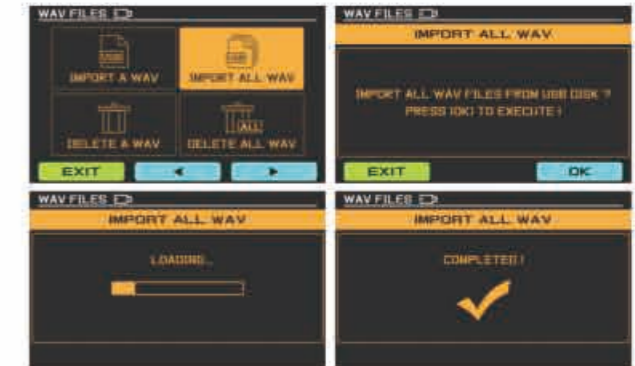 WAV FILES
IMPORT A WAV
IMPORT ALL WAV
DELETE A WAV
DELETE ALL WAV
EXIT
WAV FILES
IMPORT ALL WAV
IMPORT ALL WAV FILES FROM USB DISK ?
PRESS [OK] TO EXECUTE !
EXIT
OK
WAV FILES
IMPORT ALL WAV
LOADING...
WAV FILES
IMPORT ALL WAV
COMPLETED !